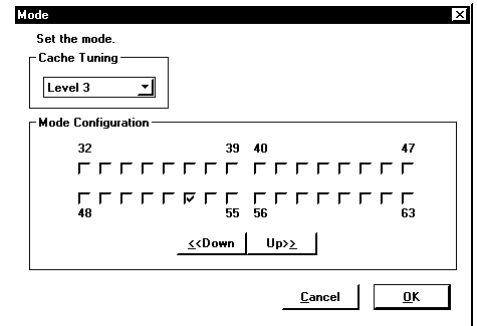 Mode
Set the mode.
Cache Tuning
Level 3
Mode Configuration
32 39 40 47
48 55 56 63
<<Down Up>>
Cancel OK